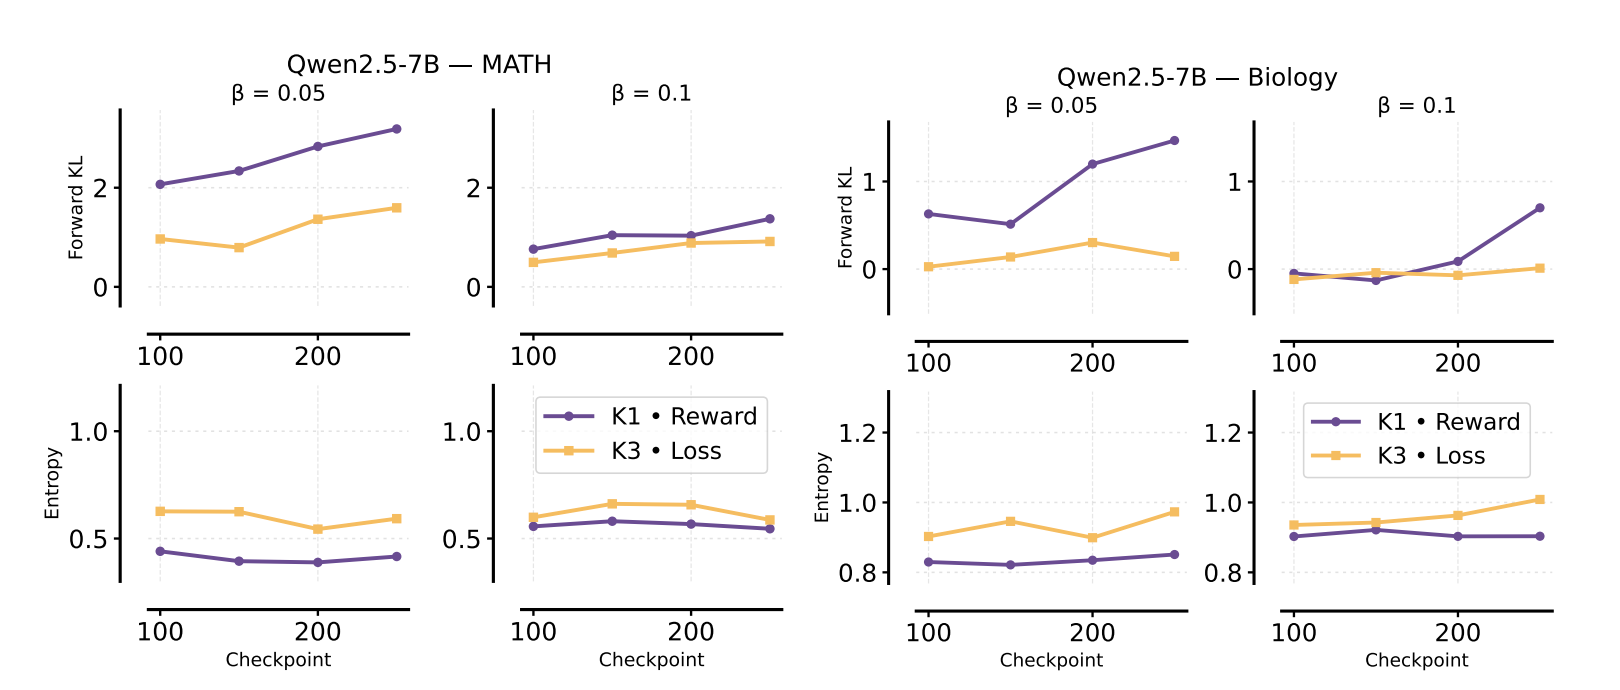 Qwen2.5-7B — MATH
β = 0.05
β = 0.1
Forward KL
2
0
2
0
100
200
100
200
Entropy
1.0
0.5
1.0
0.5
K1 • Reward
K3 • Loss
100
200
100
200
Checkpoint
Checkpoint
Qwen2.5-7B — Biology
β = 0.05
β = 0.1
Forward KL
1
0
1
0
100
200
100
200
Entropy
1.2
1.0
0.8
1.2
1.0
0.8
K1 • Reward
K3 • Loss
100
200
100
200
Checkpoint
Checkpoint